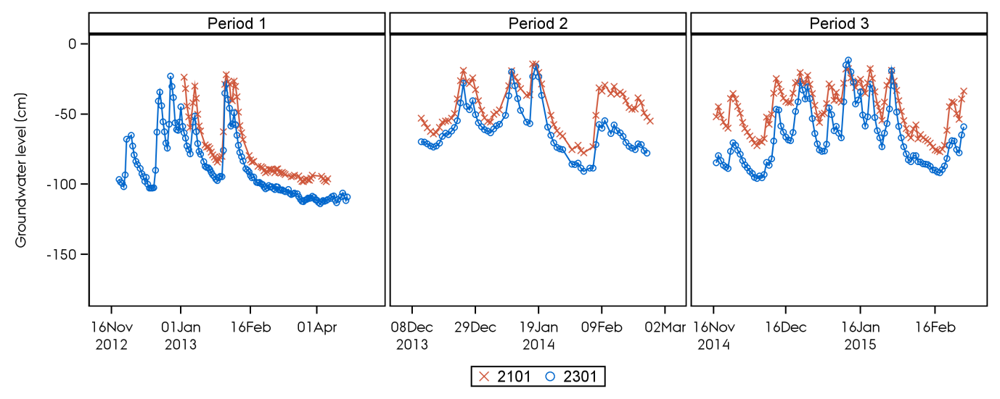 Period 1 Period 2 Period 3
Groundwater level (cm)
0
-50
-100
-150
16Nov 01Jan 16Feb 01Apr 08Dec 29Dec 19Jan 09Feb 02Mar 16Nov 16Dec 16Jan 16Feb
2012 2013 2013 2014 2014 2015
2101 2301